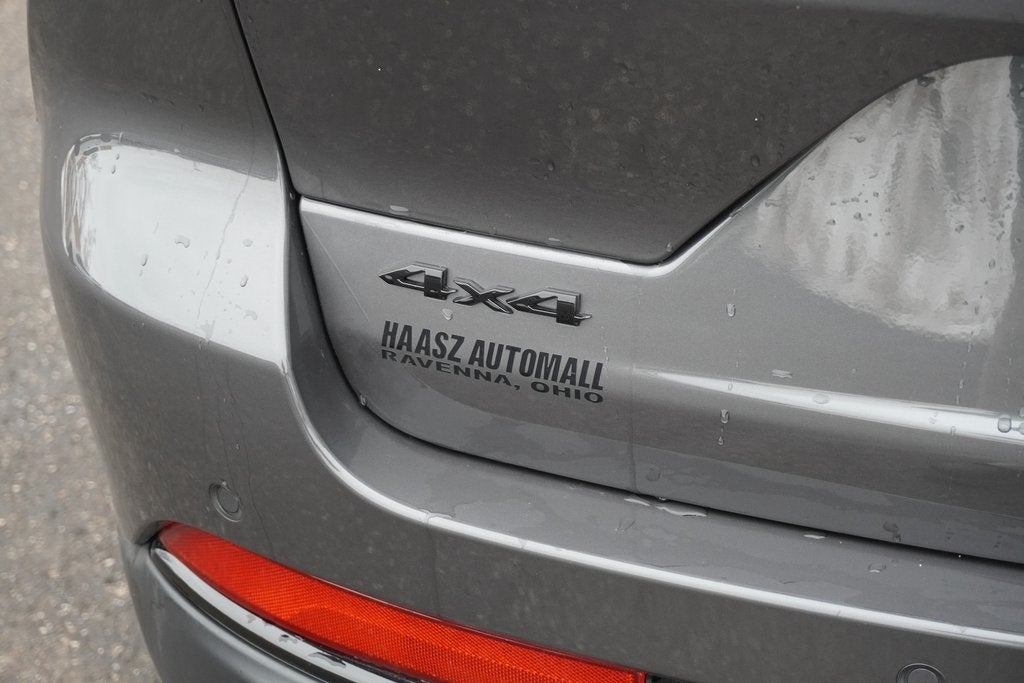 4x4
HAASZ AUTOMALL
RAVENNA, OHIO